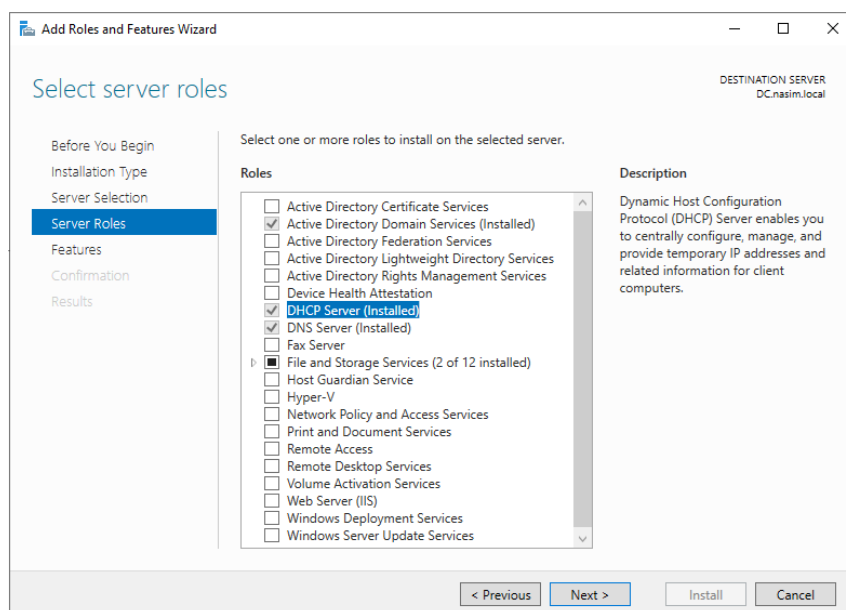 Add Roles and Features Wizard
Select server roles
DESTINATION SERVER
DC.nasim.local
Before You Begin
Installation Type
Server Selection
Server Roles
Features
Confirmation
Results
Select one or more roles to install on the selected server.
Roles
Active Directory Certificate Services
Active Directory Domain Services (Installed)
Active Directory Federation Services
Active Directory Lightweight Directory Services
Active Directory Rights Management Services
Device Health Attestation
DHCP Server (Installed)
DNS Server (Installed)
Fax Server
File and Storage Services (2 of 12 installed)
Host Guardian Service
Hyper-V
Network Policy and Access Services
Print and Document Services
Remote Access
Remote Desktop Services
Volume Activation Services
Web Server (IIS)
Windows Deployment Services
Windows Server Update Services
Description
Dynamic Host Configuration
Protocol (DHCP) Server enables you
to centrally configure, manage, and
provide temporary IP addresses and
related information for client
computers.
< Previous
Next >
Install
Cancel